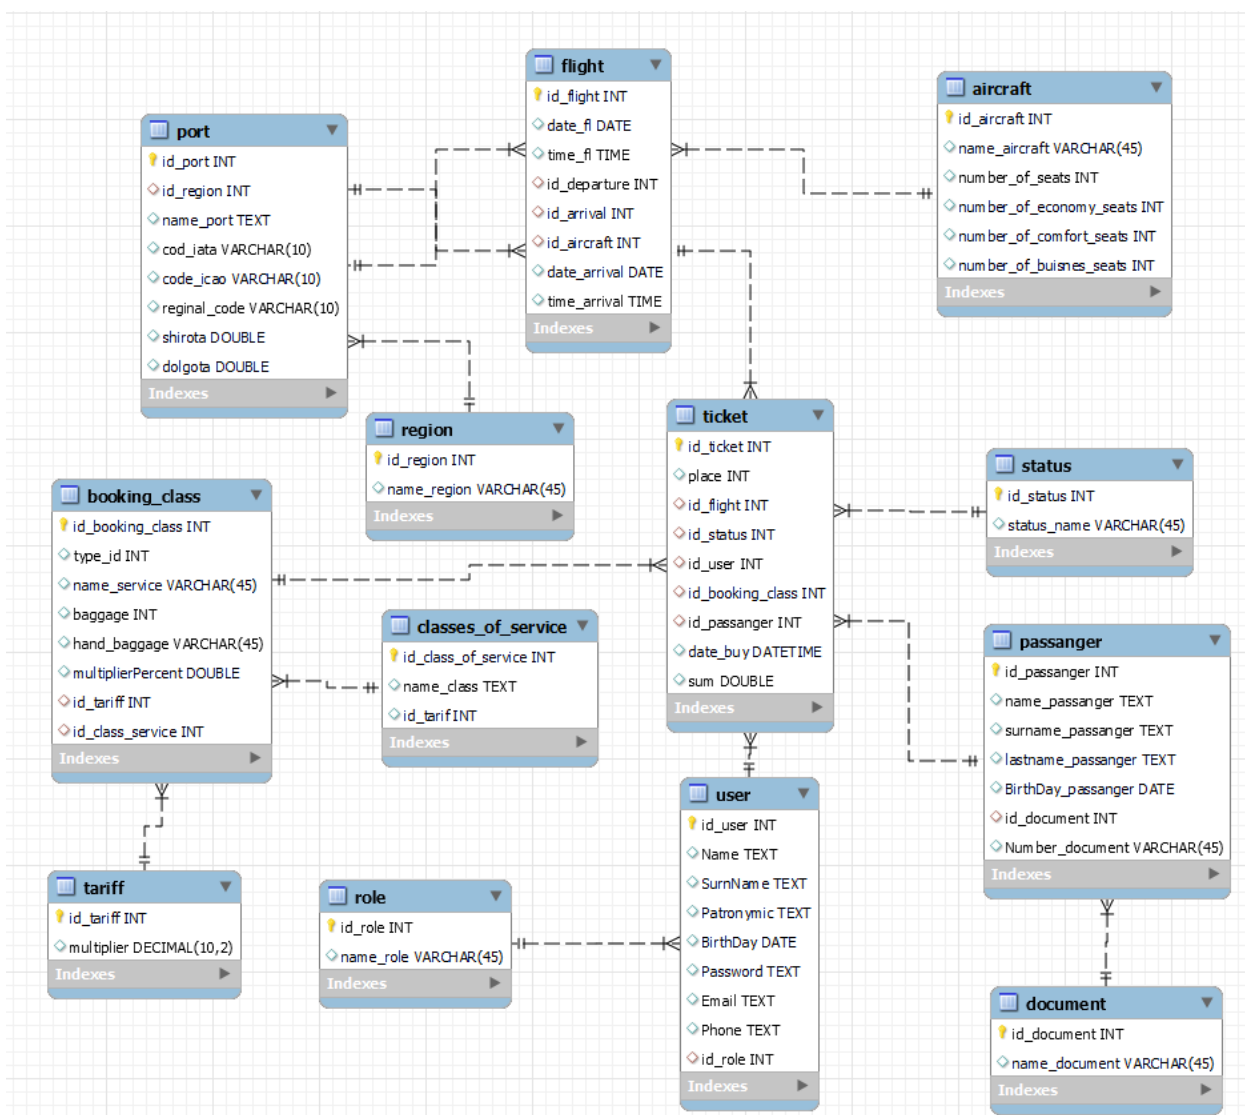 flight
id_flight INT
date_fl DATE
time_fl TIME
id_departure INT
id_arrival INT
id_aircraft INT
date_arrival DATE
time_arrival TIME
Indexes
aircraft
id_aircraft INT
name_aircraft VARCHAR(45)
number_of_seats INT
number_of_economy_seats INT
number_of_comfort_seats INT
number_of_buisnes_seats INT
Indexes
port
id_port INT
id_region INT
name_port TEXT
cod_iata VARCHAR(10)
code_icao VARCHAR(10)
reginal_code VARCHAR(10)
shirota DOUBLE
dolgota DOUBLE
Indexes
region
id_region INT
name_region VARCHAR(45)
Indexes
ticket
id_ticket INT
place INT
id_flight INT
id_status INT
id_user INT
id_booking_class INT
id_passanger INT
date_buy DATETIME
sum DOUBLE
Indexes
status
id_status INT
status_name VARCHAR(45)
Indexes
booking_class
id_booking_class INT
type_id INT
name_service VARCHAR(45)
baggage INT
hand_baggage VARCHAR(45)
multiplierPercent DOUBLE
id_tariff INT
id_class_service INT
Indexes
classes_of_service
id_class_of_service INT
name_class TEXT
id_tarif INT
Indexes
passanger
id_passanger INT
name_passanger TEXT
surname_passanger TEXT
lastname_passanger TEXT
BirthDay_passanger DATE
id_document INT
Number_document VARCHAR(45)
Indexes
user
id_user INT
Name TEXT
SurnName TEXT
Patronymic TEXT
BirthDay DATE
Password TEXT
Email TEXT
Phone TEXT
id_role INT
Indexes
tariff
id_tariff INT
multiplier DECIMAL(10,2)
Indexes
role
id_role INT
name_role VARCHAR(45)
Indexes
document
id_document INT
name_document VARCHAR(45)
Indexes